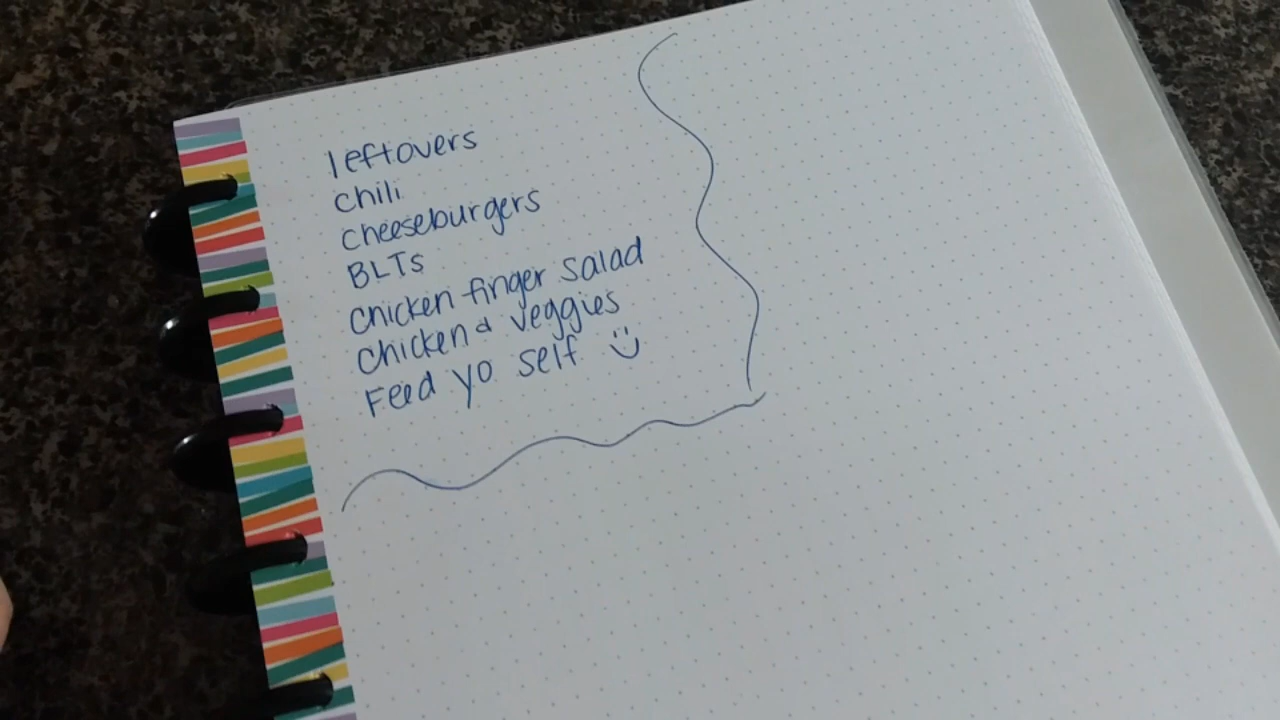 leftovers
chili
cheeseburgers
BLTs
chicken finger salad
chicken & veggies
Feed yo self :)